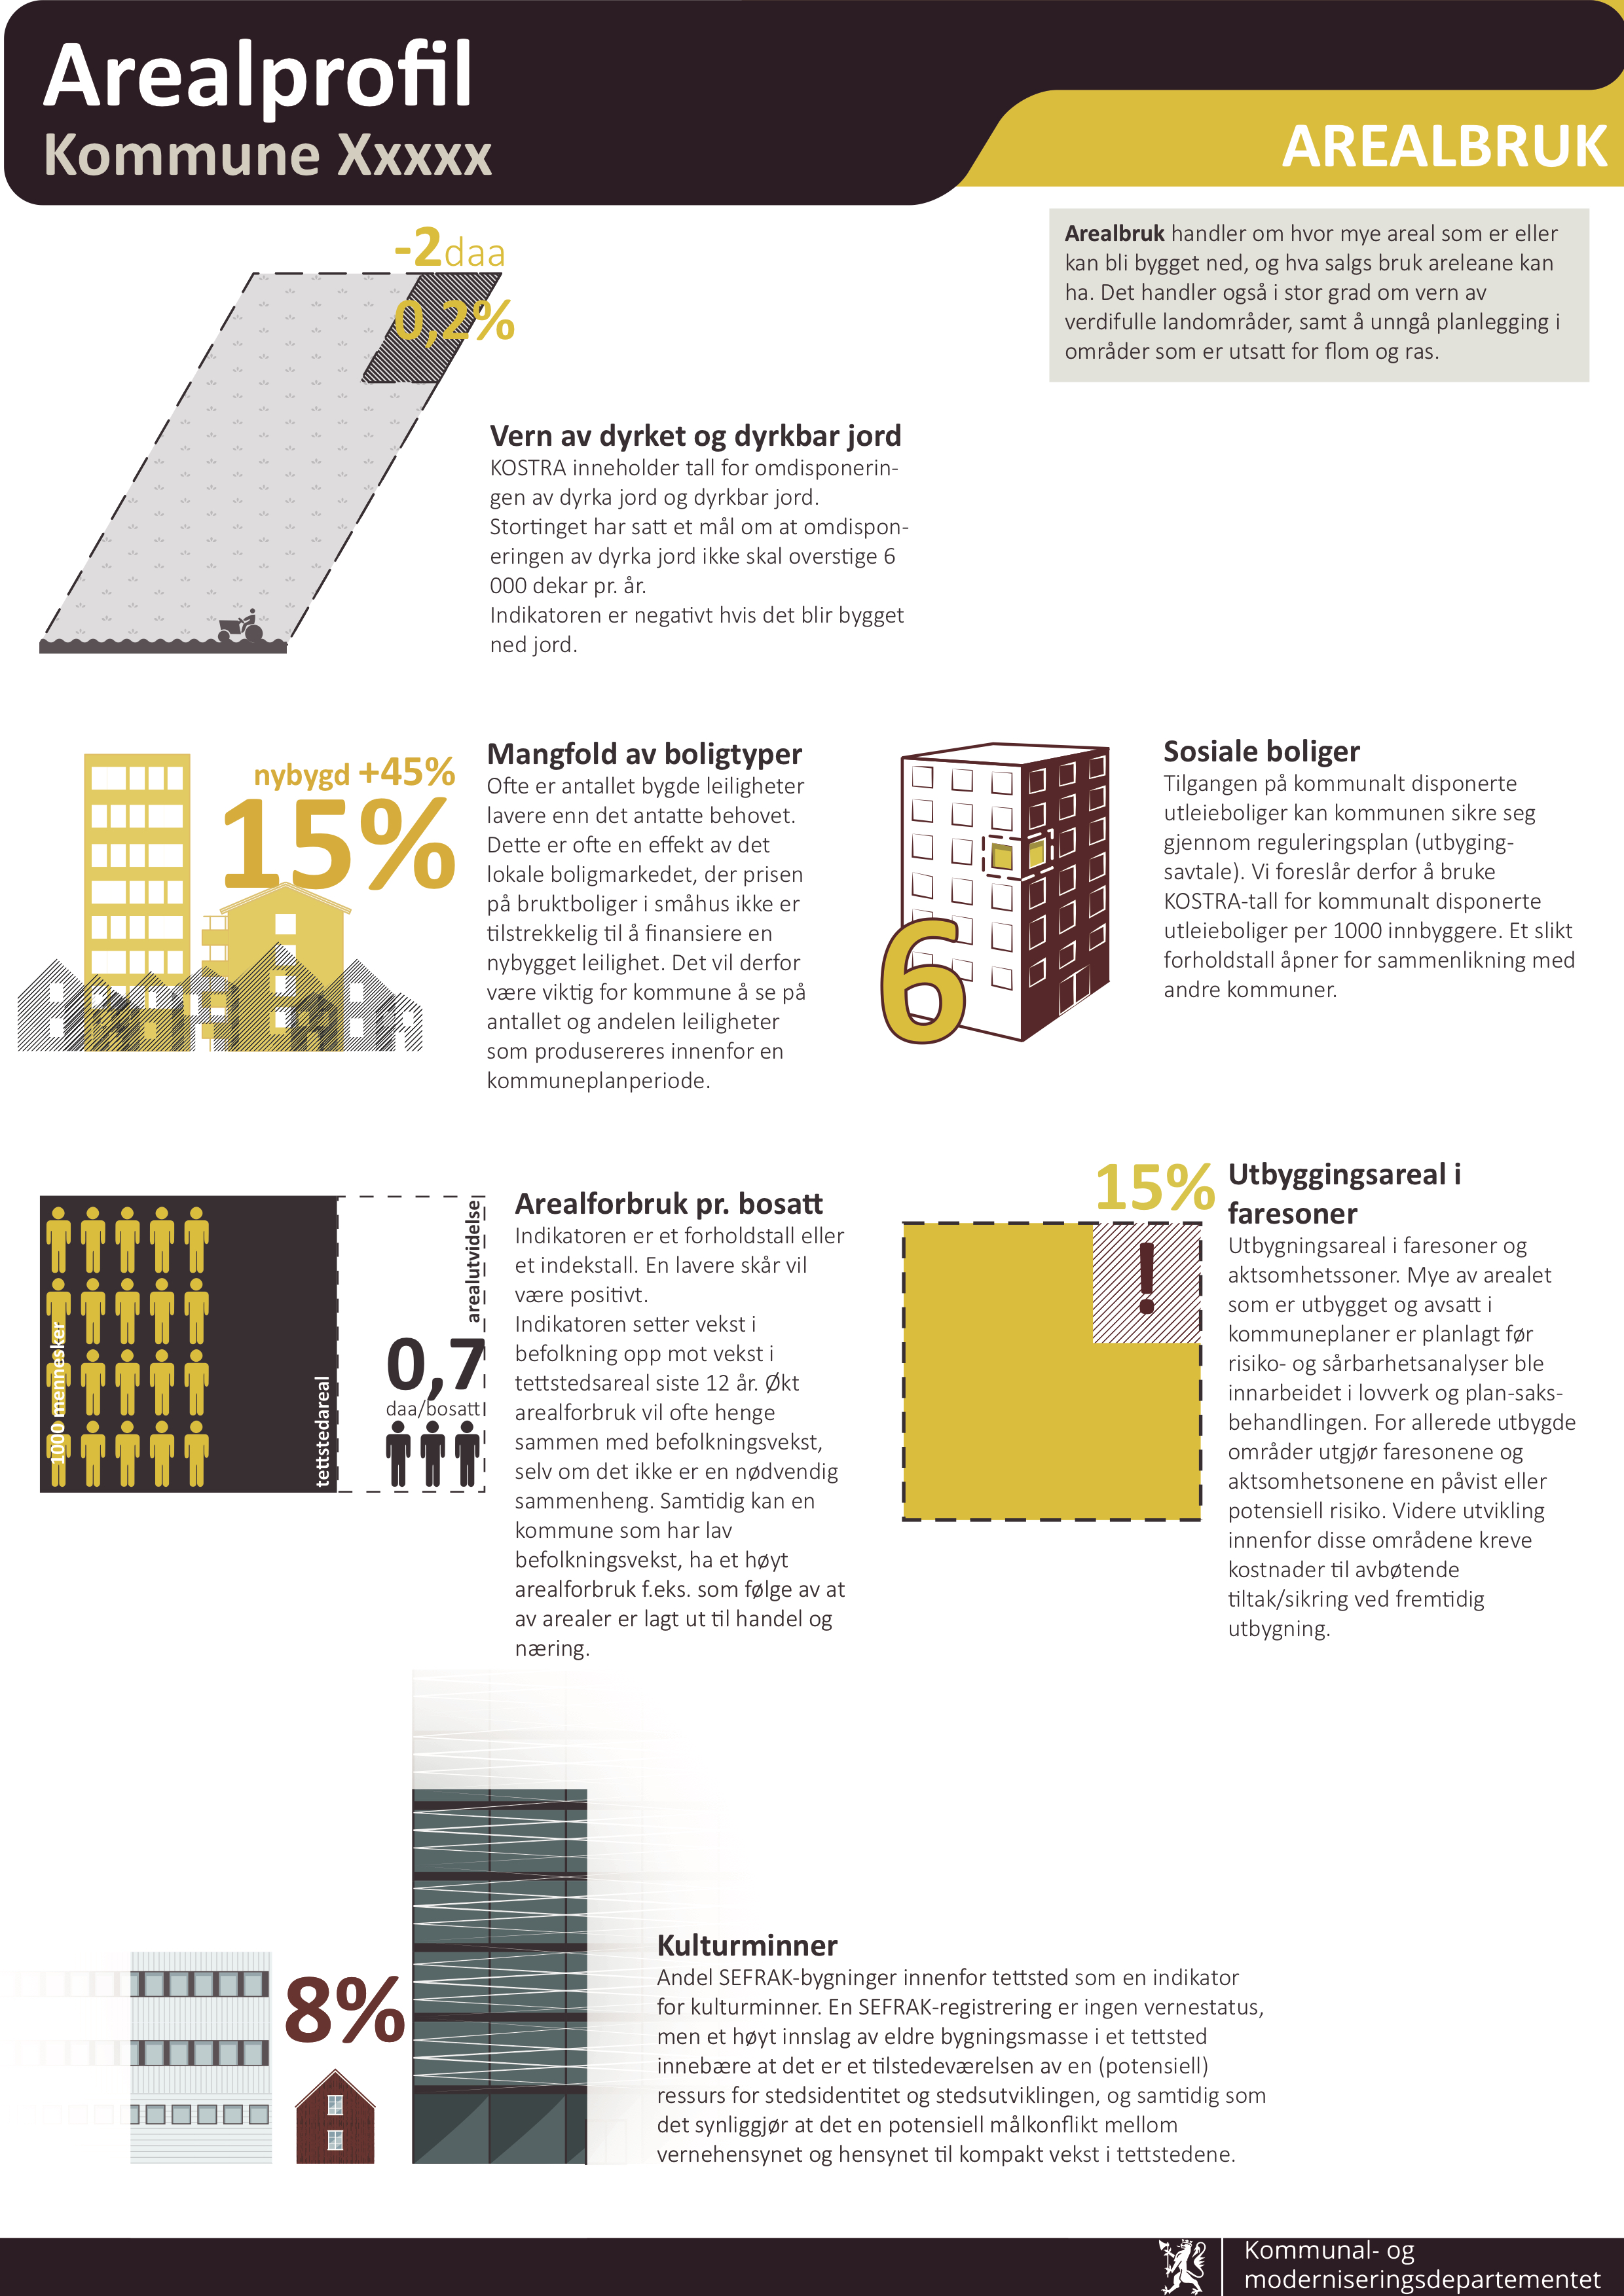 Arealprofil
Kommune Xxxxx
AREALBRUK
Arealbruk handler om hvor mye areal som er eller
kan bli bygget ned, og hva salgs bruk areleane kan
ha. Det handler også i stor grad om vern av
verdifulle landområder, samt å unngå planlegging i
områder som er utsatt for flom og ras.
-2daa
0,2%
Vern av dyrket og dyrkbar jord
KOSTRA inneholder tall for omdisponerin-
gen av dyrka jord og dyrkbar jord.
Stortinget har satt et mål om at omdispon-
eringen av dyrka jord ikke skal overstige 6
000 dekar pr. år.
Indikatoren er negativt hvis det blir bygget
ned jord.
nybygd +45%
15%
Mangfold av boligtyper
Ofte er antallet bygde leiligheter
lavere enn det antatte behovet.
Dette er ofte en effekt av det
lokale boligmarkedet, der prisen
på bruktboliger i småhus ikke er
tilstrekkelig til å finansiere en
nybygget leilighet. Det vil derfor
være viktig for kommune å se på
antallet og andelen leiligheter
som produsereres innenfor en
kommuneplanperiode.
6
Sosiale boliger
Tilgangen på kommunalt disponerte
utleieboliger kan kommunen sikre seg
gjennom reguleringsplan (utbyging-
savtale). Vi foreslår derfor å bruke
KOSTRA-tall for kommunalt disponerte
utleieboliger per 1000 innbyggere. Et slikt
forholdstall åpner for sammenlikning med
andre kommuner.
1000 mennesker
tettstedareal
arealutvidelse
0,7
daa/bosatt
Arealforbruk pr. bosatt
Indikatoren er et forholdstall eller
et indekstall. En lavere skår vil
være positivt.
Indikatoren setter vekst i
befolkning opp mot vekst i
tettstedsareal siste 12 år. Økt
arealforbruk vil ofte henge
sammen med befolkningsvekst,
selv om det ikke er en nødvendig
sammenheng. Samtidig kan en
kommune som har lav
befolkningsvekst, ha et høyt
arealforbruk f.eks. som følge av at
av arealer er lagt ut til handel og
næring.
15%
!
Utbyggingsareal i
faresoner
Utbygningsareal i faresoner og
aktsomhetssoner. Mye av arealet
som er utbygget og avsatt i
kommuneplaner er planlagt før
risiko- og sårbarhetsanalyser ble
innarbeidet i lovverk og plan-saks-
behandlingen. For allerede utbygde
områder utgjør faresonene og
aktsomhetsonene en påvist eller
potensiell risiko. Videre utvikling
innenfor disse områdene kreve
kostnader til avbøtende
tiltak/sikring ved fremtidig
utbygning.
8%
Kulturminner
Andel SEFRAK-bygninger innenfor tettsted som en indikator
for kulturminner. En SEFRAK-registrering er ingen vernestatus,
men et høyt innslag av eldre bygningsmasse i et tettsted
innebære at det er et tilstedeværelsen av en (potensiell)
ressurs for stedsidentitet og stedsutviklingen, og samtidig som
det synliggjør at det en potensiell målkonflikt mellom
vernehensynet og hensynet til kompakt vekst i tettstedene.
Kommunal- og
moderniseringsdepartementet